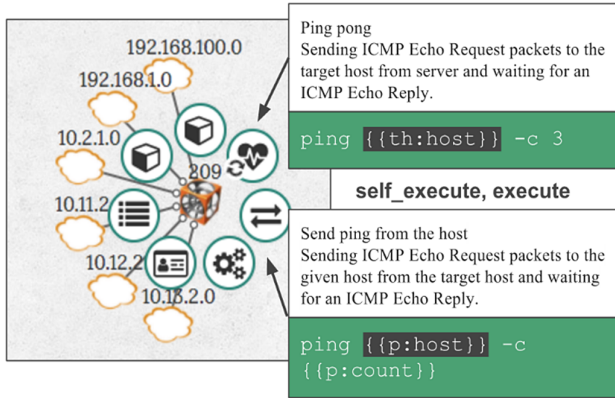 192.168.100.0
192.168.1.0
10.2.1.0
10.11.2
10.12.2
10.13.2.0
209
Ping pong
Sending ICMP Echo Request packets to the
target host from server and waiting for an
ICMP Echo Reply.
ping {{th:host}} -c 3
self_execute, execute
Send ping from the host
Sending ICMP Echo Request packets to the
given host from the target host and waiting
for an ICMP Echo Reply.
ping {{p:host}} -c
{{p:count}}